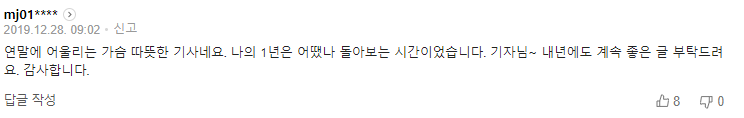 mj01****
2019.12.28. 09:02 · 신고
연말에 어울리는 가슴 따뜻한 기사네요. 나의 1년은 어땠나 돌아보는 시간이었습니다. 기자님~ 내년에도 계속 좋은 글 부탁드려
요. 감사합니다.
답글 작성
8 0